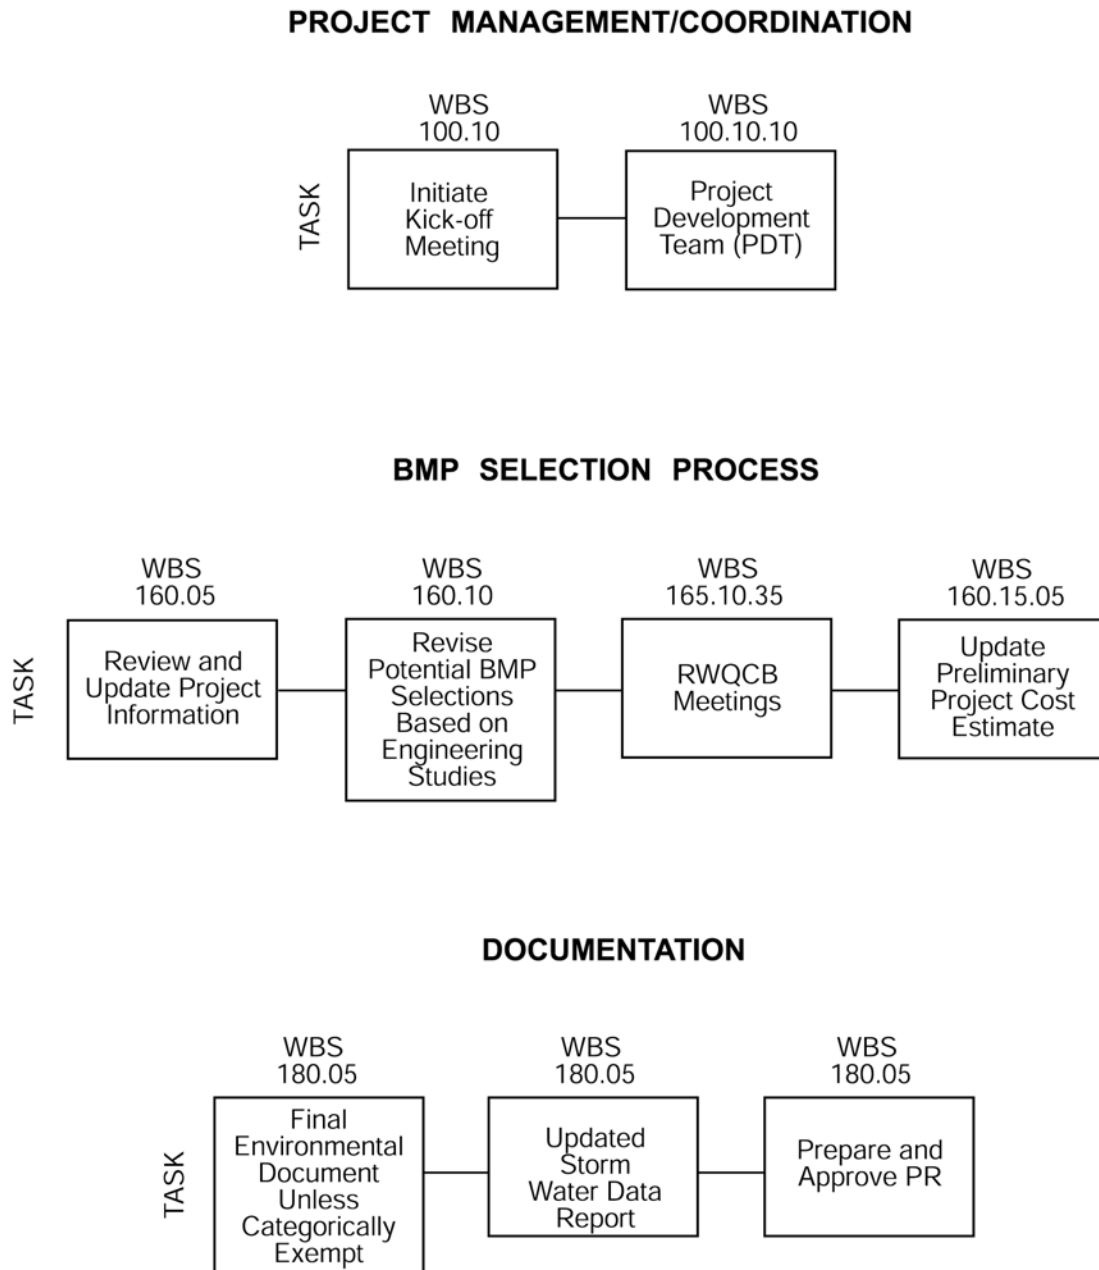 PROJECT MANAGEMENT/COORDINATION
WBS
100.10
WBS
100.10.10
TASK
Initiate
Kick-off
Meeting
Project
Development
Team (PDT)
BMP SELECTION PROCESS
WBS
160.05
WBS
160.10
WBS
165.10.35
WBS
160.15.05
TASK
Review and
Update Project
Information
Revise
Potential BMP
Selections
Based on
Engineering
Studies
RWQCB
Meetings
Update
Preliminary
Project Cost
Estimate
DOCUMENTATION
WBS
180.05
WBS
180.05
WBS
180.05
TASK
Final
Environmental
Document
Unless
Categorically
Exempt
Updated
Storm
Water Data
Report
Prepare and
Approve PR